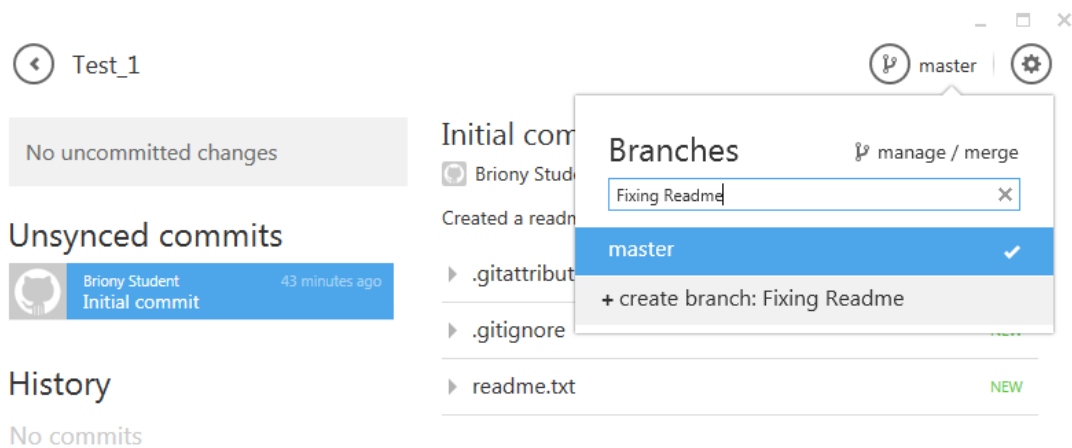 Test_1
master
No uncommitted changes
Unsynced commits
Briony Student 43 minutes ago
Initial commit
History
No commits
Initial com
Briony Stud
Created a readm
.gitattribut
.gitignore
readme.txt NEW
Branches
manage / merge
Fixing Readme
master
+ create branch: Fixing Readme